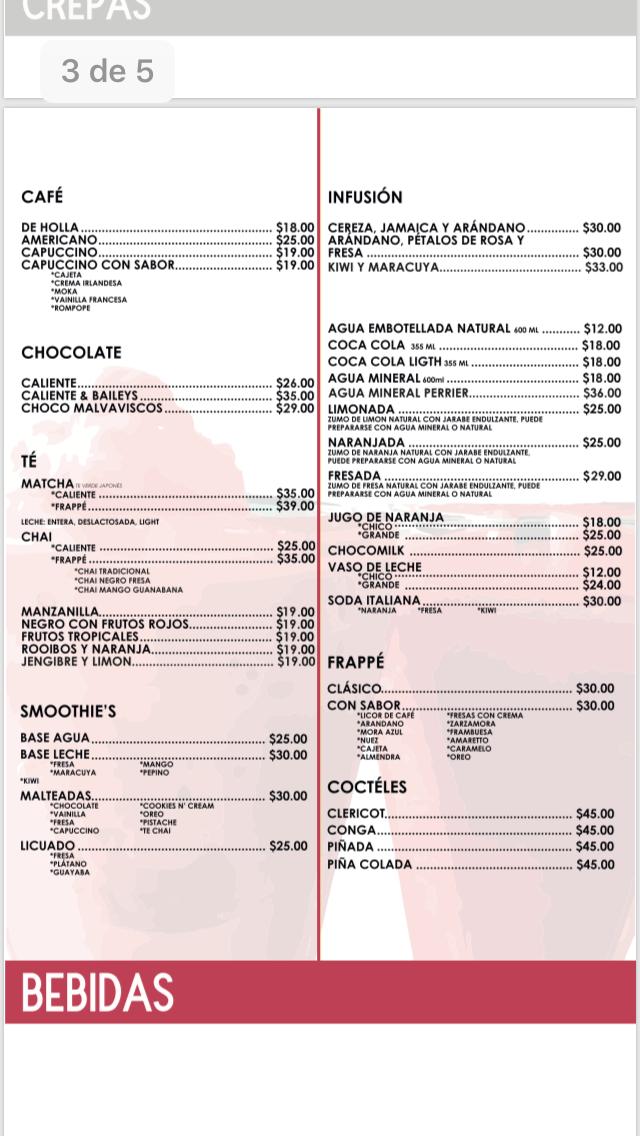 CREPAS
3 de 5
CAFÉ
DE HOLLA ........................ $18.00
AMERICANO........................ $25.00
CAPUCCINO........................ $19.00
CAPUCCINO CON SABOR........................ $19.00
*CAJETA
*CREMA IRLANDESA
*MOKA
*VAINILLA FRANCESA
*ROMPOPE
CHOCOLATE
CALIENTE........................ $26.00
CALIENTE & BAILEYS ........................ $35.00
CHOCO MALVAVISCOS ........................ $29.00
TÉ
MATCHA TE VERDE JAPONÉS
*CALIENTE ........................ $35.00
*FRAPPÉ........................ $39.00
LECHE: ENTERA, DESLACTOSADA, LIGHT
CHAI
*CALIENTE ........................ $25.00
*FRAPPÉ ........................ $35.00
*CHAI TRADICIONAL
*CHAI NEGRO FRESA
*CHAI MANGO GUANABANA
MANZANILLA........................ $19.00
NEGRO CON FRUTOS ROJOS........................ $19.00
FRUTOS TROPICALES........................ $19.00
ROOIBOS Y NARANJA........................ $19.00
JENGIBRE Y LIMON........................ $19.00
SMOOTHIE'S
BASE AGUA ........................ $25.00
BASE LECHE........................ $30.00
*FRESA *MANGO
*MARACUYA *PEPINO
*KIWI
MALTEADAS........................ $30.00
*CHOCOLATE *COOKIES N' CREAM
*VAINILLA *OREO
*FRESA *PISTACHE
*CAPUCCINO *TE CHAI
LICUADO ........................ $25.00
*FRESA
*PLÁTANO
*GUAYABA
INFUSIÓN
CEREZA, JAMAICA Y ARÁNDANO............. $30.00
ARÁNDANO, PÉTALOS DE ROSA Y
FRESA ........................ $30.00
KIWI Y MARACUYA........................ $33.00
AGUA EMBOTELLADA NATURAL 600 ML .......... $12.00
COCA COLA 355 ML ........................ $18.00
COCA COLA LIGTH 355 ML ........................ $18.00
AGUA MINERAL 600ml ........................ $18.00
AGUA MINERAL PERRIER........................ $36.00
LIMONADA ........................ $25.00
ZUMO DE LIMON NATURAL CON JARABE ENDULZANTE, PUEDE
PREPARARSE CON AGUA MINERAL O NATURAL
NARANJADA ........................ $25.00
ZUMO DE NARANJA NATURAL CON JARABE ENDULZANTE,
PUEDE PREPARARSE CON AGUA MINERAL O NATURAL
FRESADA ........................ $29.00
ZUMO DE FRESA NATURAL CON JARABE ENDULZANTE, PUEDE
PREPARARSE CON AGUA MINERAL O NATURAL
JUGO DE NARANJA
*CHICO ........................ $18.00
*GRANDE ........................ $25.00
CHOCOMILK ........................ $25.00
VASO DE LECHE
*CHICO ........................ $12.00
*GRANDE ........................ $24.00
SODA ITALIANA ........................ $30.00
*NARANJA *FRESA *KIWI
FRAPPÉ
CLÁSICO........................ $30.00
CON SABOR........................ $30.00
*LICOR DE CAFÉ *FRESAS CON CREMA
*ARANDANO *ZARZAMORA
*MORA AZUL *FRAMBUESA
*NUEZ *AMARETTO
*CAJETA *CARAMELO
*ALMENDRA *OREO
COCTÉLES
CLERICOT........................ $45.00
CONGA........................ $45.00
PIÑADA ........................ $45.00
PIÑA COLADA ........................ $45.00
BEBIDAS